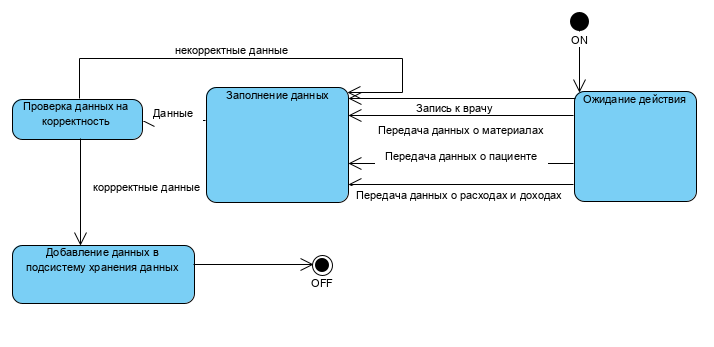 некорректные данные
ON
Проверка данных на
корректность
Данные
Заполнение данных
Ожидание действия
Запись к врачу
Передача данных о материалах
Передача данных о пациенте
Передача данных о расходах и доходах
коррректные данные
Добавление данных в
подсистему хранения данных
OFF